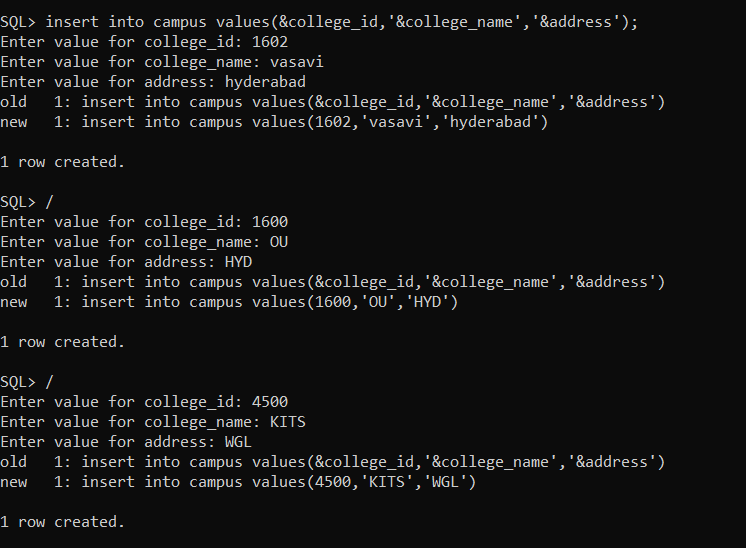 SQL> insert into campus values(&college_id,'&college_name','&address');
Enter value for college_id: 1602
Enter value for college_name: vasavi
Enter value for address: hyderabad
old   1: insert into campus values(&college_id,'&college_name','&address')
new   1: insert into campus values(1602,'vasavi','hyderabad')
1 row created.
SQL> /
Enter value for college_id: 1600
Enter value for college_name: OU
Enter value for address: HYD
old   1: insert into campus values(&college_id,'&college_name','&address')
new   1: insert into campus values(1600,'OU','HYD')
1 row created.
SQL> /
Enter value for college_id: 4500
Enter value for college_name: KITS
Enter value for address: WGL
old   1: insert into campus values(&college_id,'&college_name','&address')
new   1: insert into campus values(4500,'KITS','WGL')
1 row created.